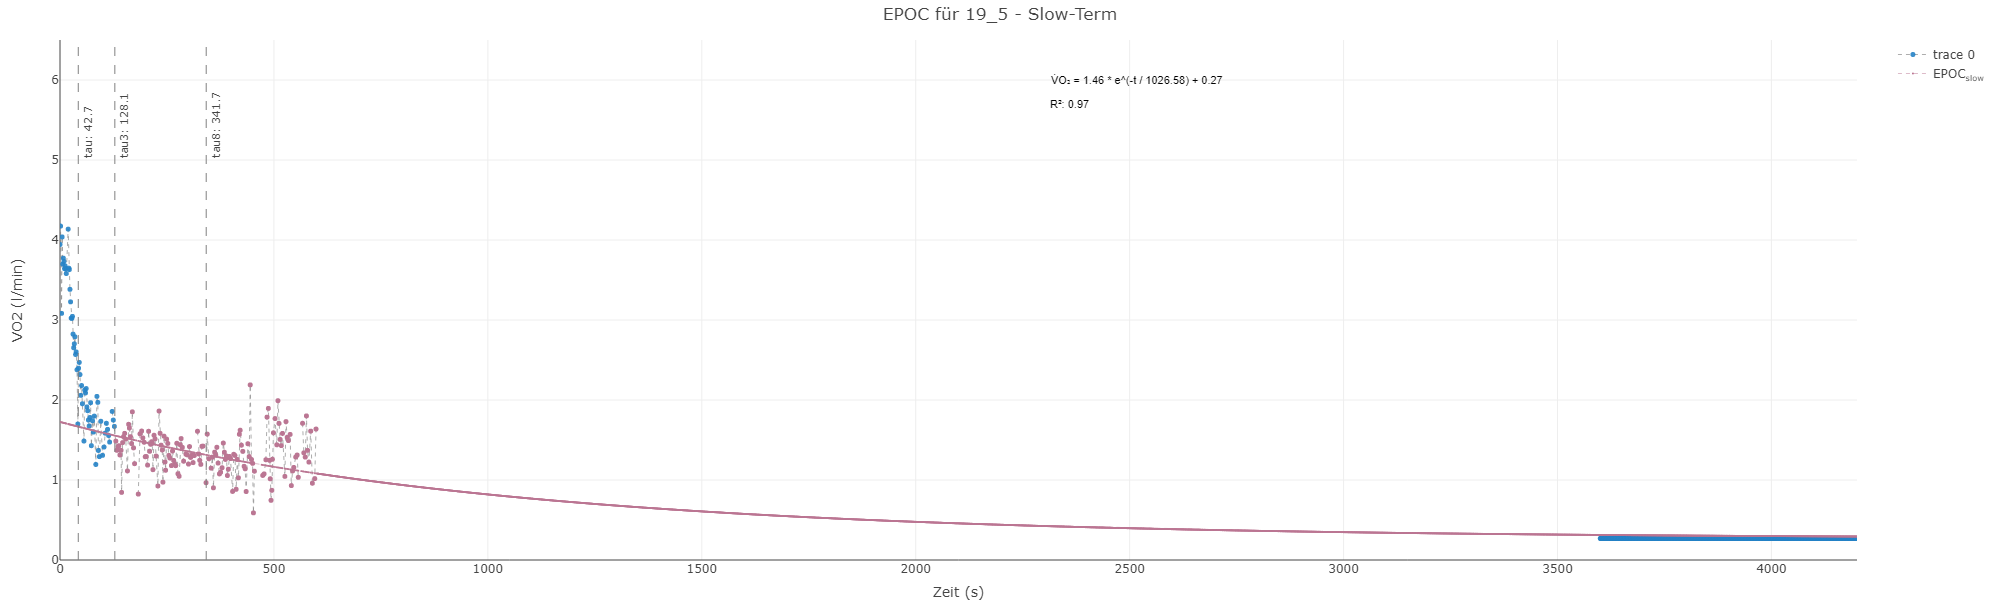 EPOC für 19_5 - Slow-Term
trace 0
EPOCslow
V̇O₂ = 1.46 * e^(-t / 1026.58) + 0.27
R²: 0.97
tau: 42.7
tau3: 128.1
tau8: 341.7
VO2 (l/min)
6
5
4
3
2
1
0
0 500 1000 1500 2000 2500 3000 3500 4000
Zeit (s)